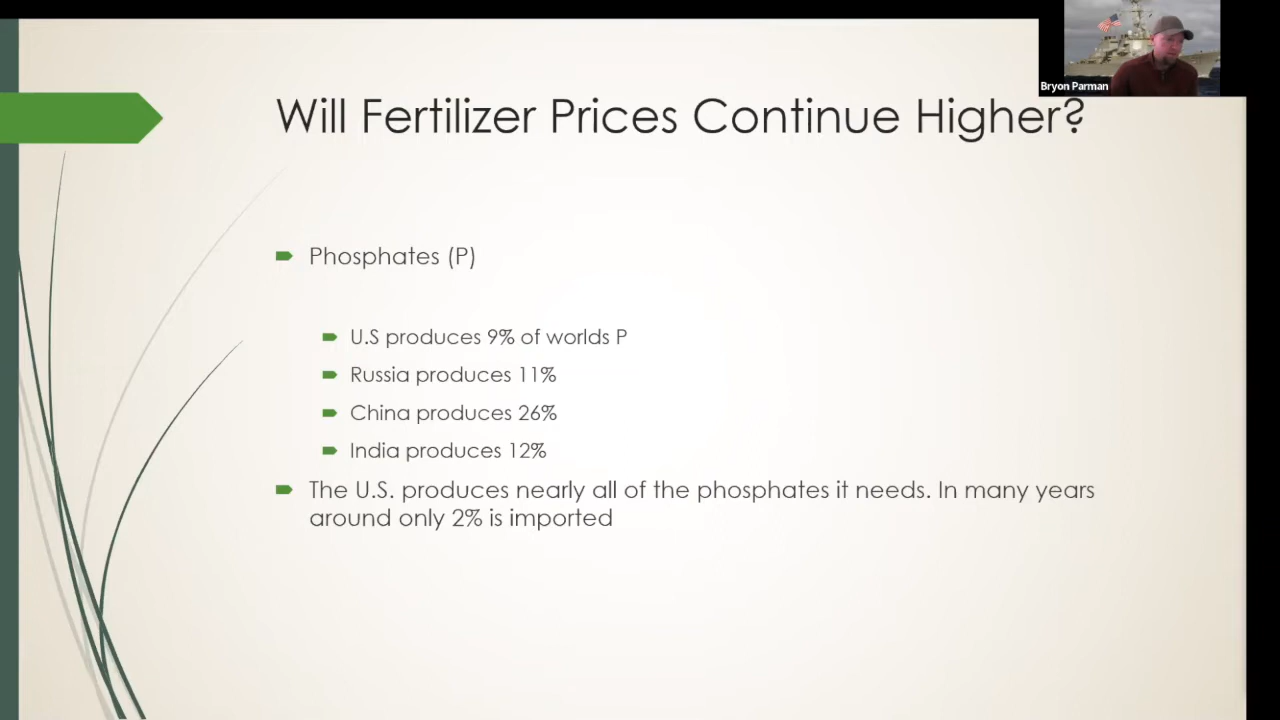 Bryon Parman
Will Fertilizer Prices Continue Higher?
Phosphates (P)
U.S produces 9% of worlds P
Russia produces 11%
China produces 26%
India produces 12%
The U.S. produces nearly all of the phosphates it needs. In many years
around only 2% is imported